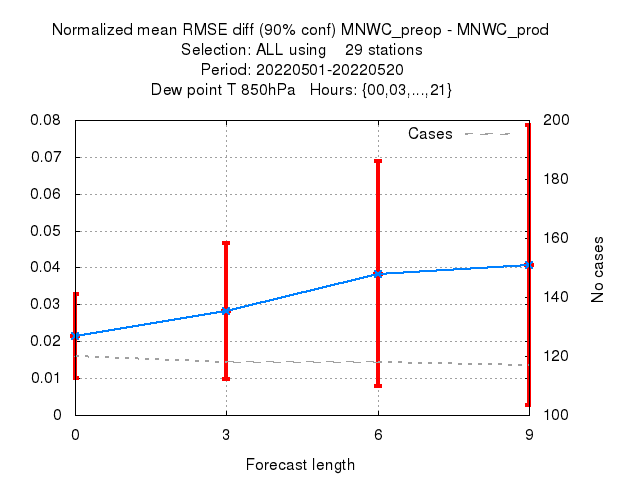 Normalized mean RMSE diff (90% conf) MNWC_preop - MNWC_prod
Selection: ALL using    29 stations
Period: 20220501-20220520
Dew point T 850hPa   Hours: {00,03,...,21}
Cases
0.08
0.07
0.06
0.05
0.04
0.03
0.02
0.01
0
200
180
160
140
120
100
No cases
0 3 6 9
Forecast length